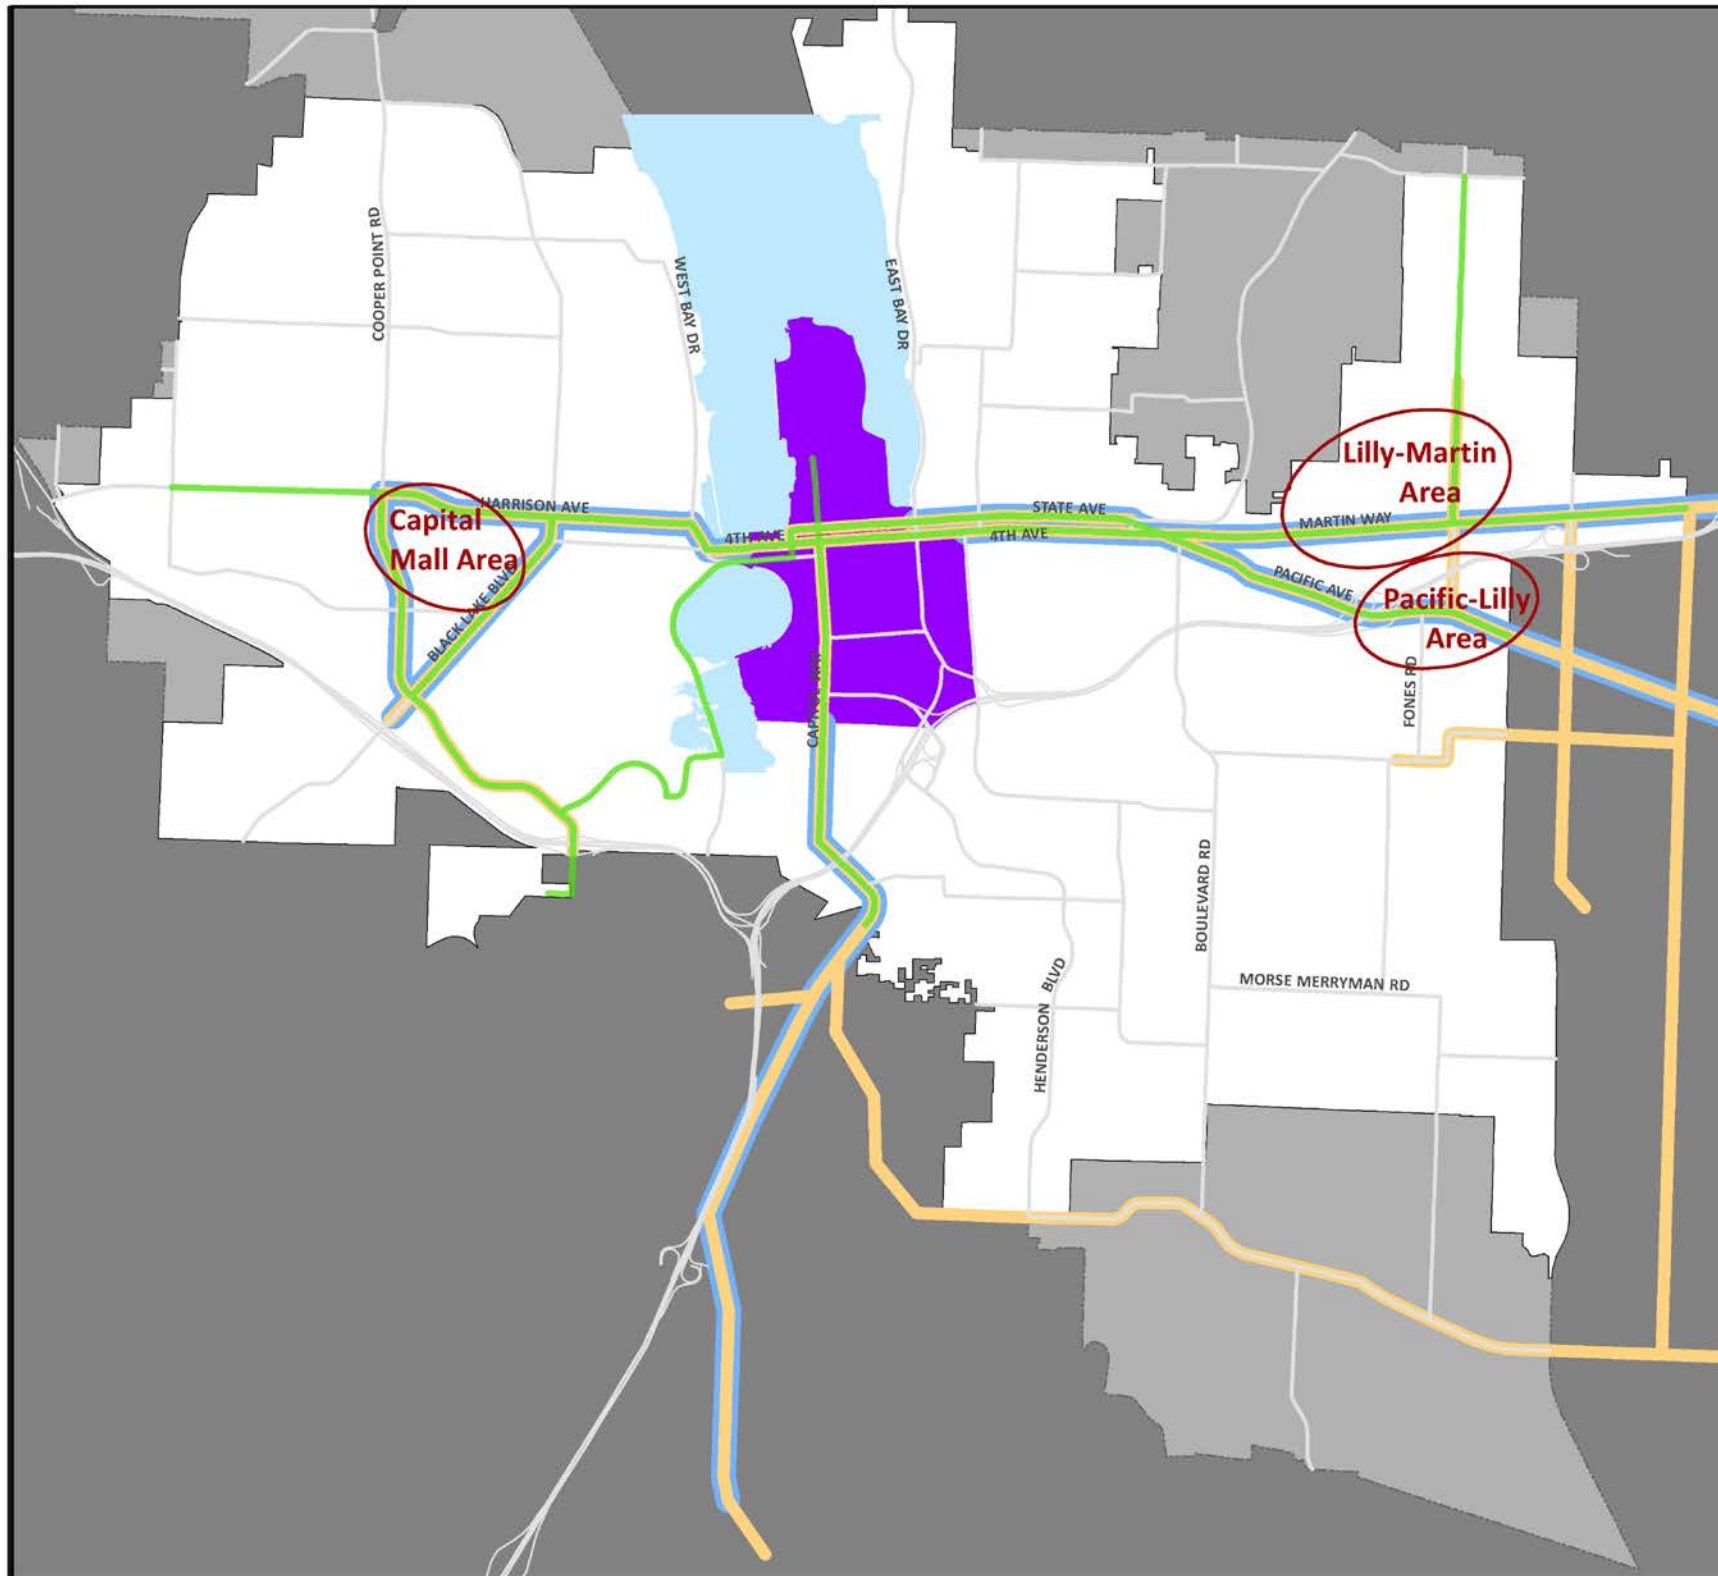 COOPER POINT RD
WEST BAY DR
EAST BAY DR
HARRISON AVE
Capital
Mall Area
BLACK LAKE BLVD
4TH AVE
STATE AVE
4TH AVE
Lilly-Martin
Area
MARTIN WAY
PACIFIC AVE
Pacific-Lilly
Area
CAPITOL WAY
FONES RD
BOULEVARD RD
HENDERSON BLVD
MORSE MERRYMAN RD